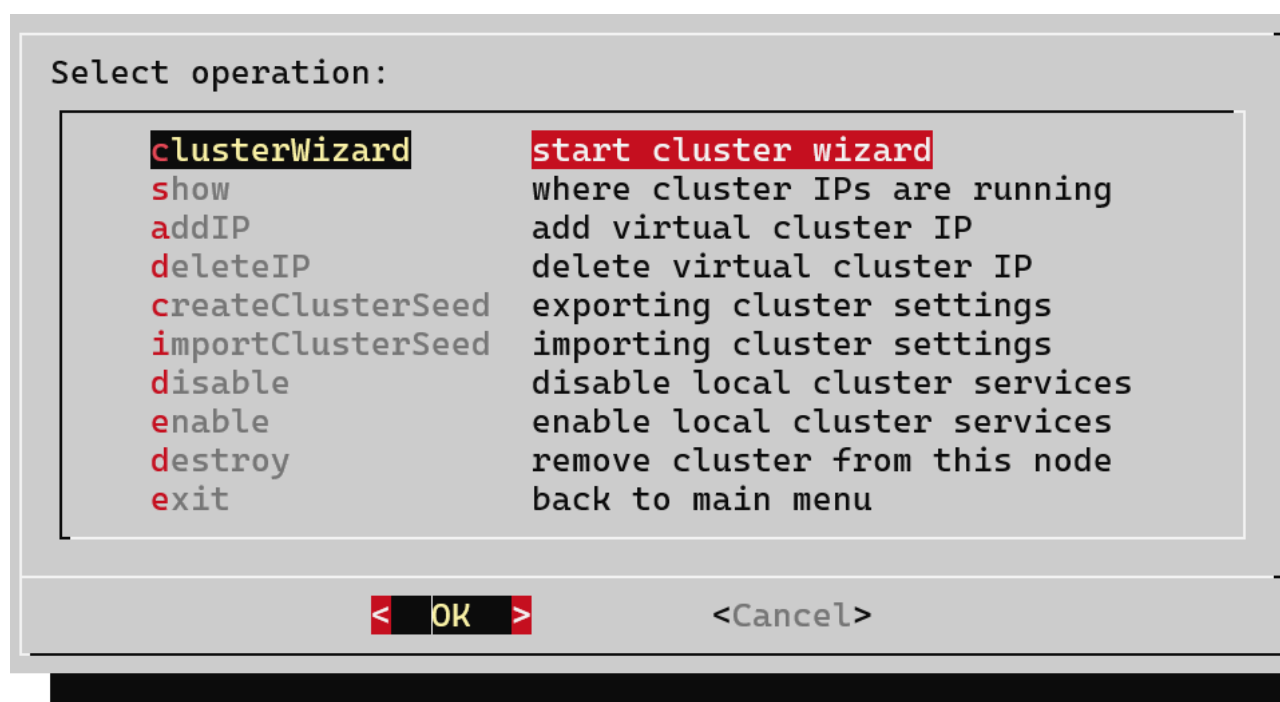 Select operation:
clusterWizard start cluster wizard
show where cluster IPs are running
addIP add virtual cluster IP
deleteIP delete virtual cluster IP
createClusterSeed exporting cluster settings
importClusterSeed importing cluster settings
disable disable local cluster services
enable enable local cluster services
destroy remove cluster from this node
exit back to main menu
< OK > <Cancel>